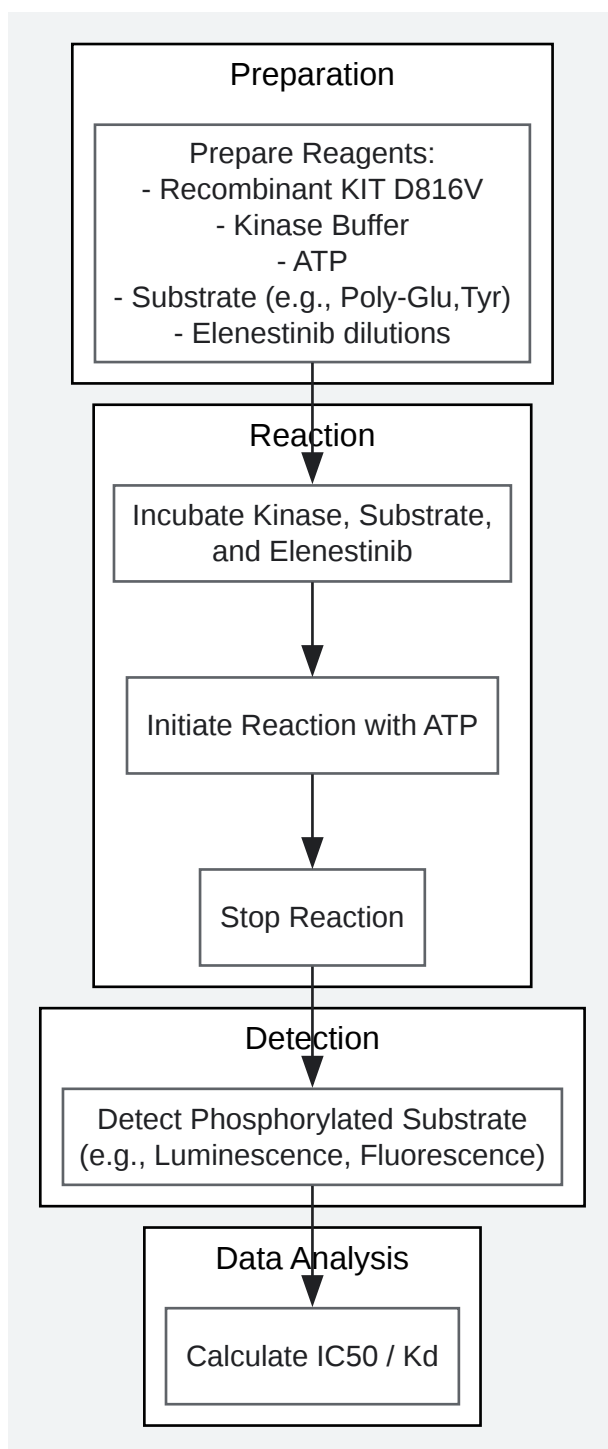 Preparation
Prepare Reagents:
- Recombinant KIT D816V
- Kinase Buffer
- ATP
- Substrate (e.g., Poly-Glu,Tyr)
- Elenestinib dilutions
Reaction
Incubate Kinase, Substrate,
and Elenestinib
Initiate Reaction with ATP
Stop Reaction
Detection
Detect Phosphorylated Substrate
(e.g., Luminescence, Fluorescence)
Data Analysis
Calculate IC50 / Kd